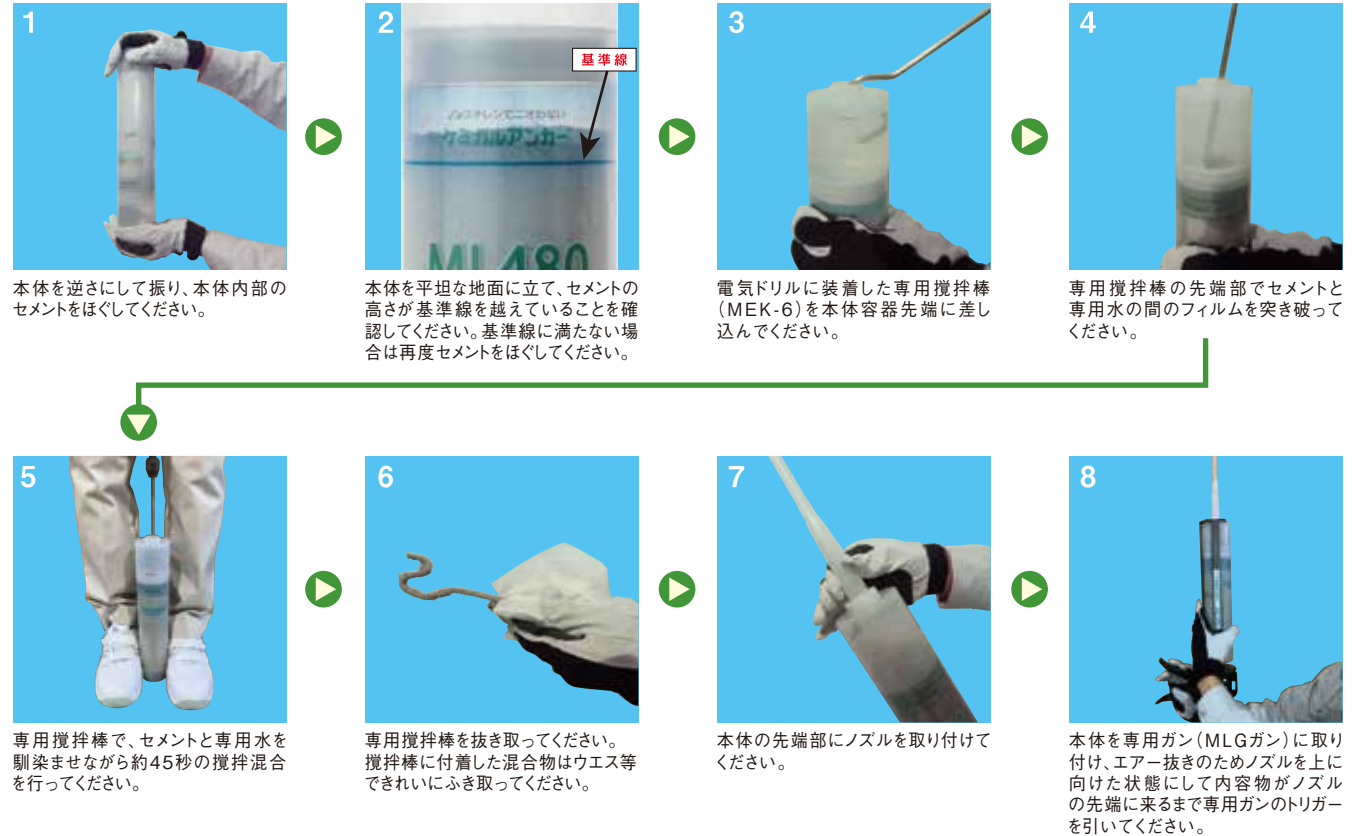 1
2
3
4
基準線
ノンスチレンでニオわない
ケミカルアンカー
ML480
本体を逆さにして振り、本体内部の
セメントをほぐしてください。
本体を平坦な地面に立て、セメントの
高さが基準線を越えていることを確
認してください。基準線に満たない場
合は再度セメントをほぐしてください。
電気ドリルに装着した専用撹拌棒
（MEK-6）を本体容器先端に差し
込んでください。
専用撹拌棒の先端部でセメントと
専用水の間のフィルムを突き破って
ください。
5
6
7
8
専用撹拌棒で、セメントと専用水を
馴染ませながら約45秒の撹拌混合
を行ってください。
専用撹拌棒を抜き取ってください。
撹拌棒に付着した混合物はウエス等
できれいにふき取ってください。
本体の先端部にノズルを取り付けて
ください。
本体を専用ガン（MLGガン）に取り
付け、エアー抜きのためノズルを上に
向けた状態にして内容物がノズル
の先端に来るまで専用ガンのトリガー
を引いてください。